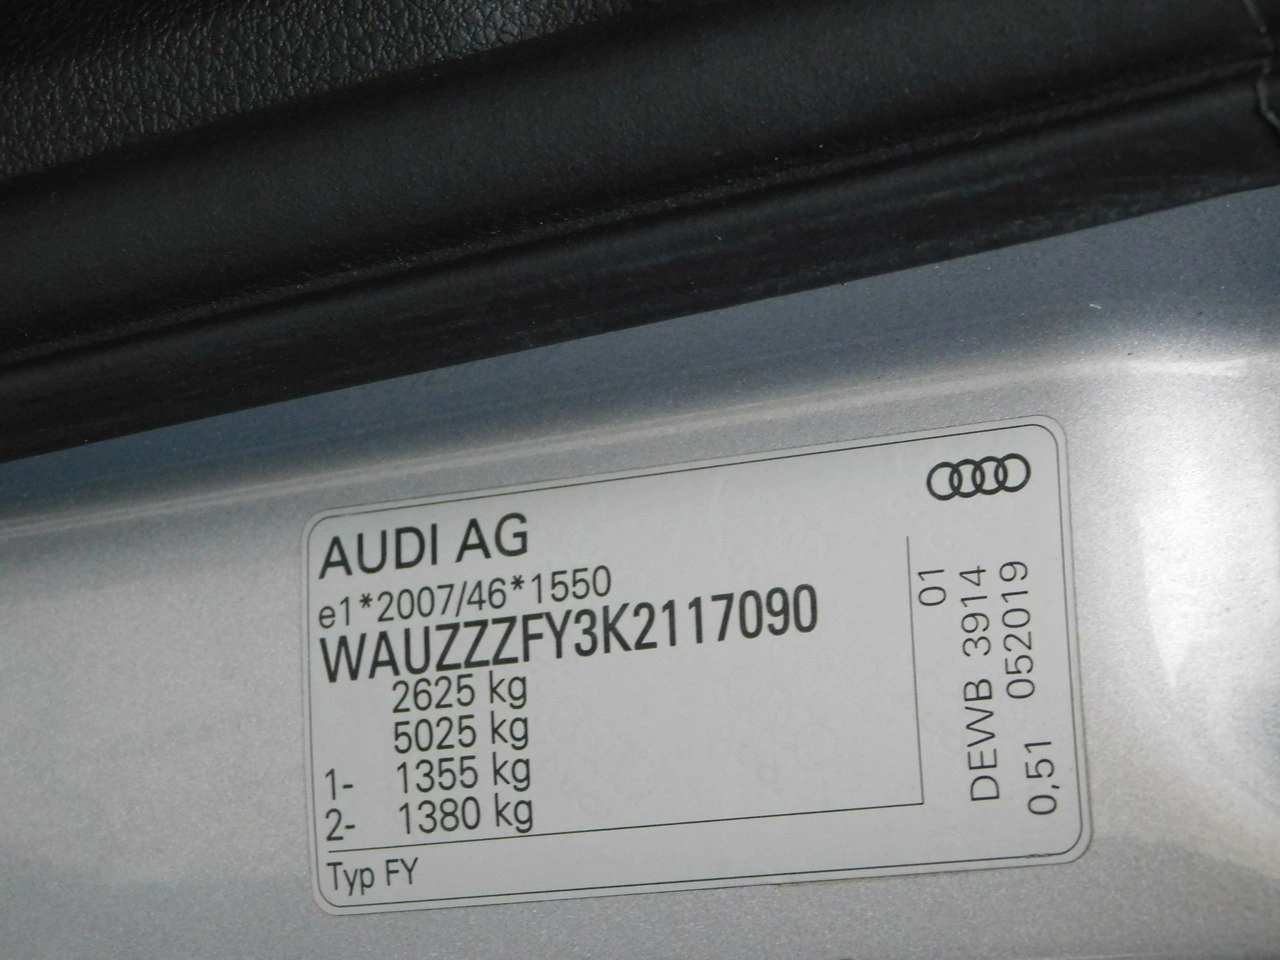 AUDI AG
e1*2007/46*1550
WAUZZZFY3K2117090
2625 kg
5025 kg
1- 1355 kg
2- 1380 kg
Typ FY
01
DEWB 3914
0,51 052019